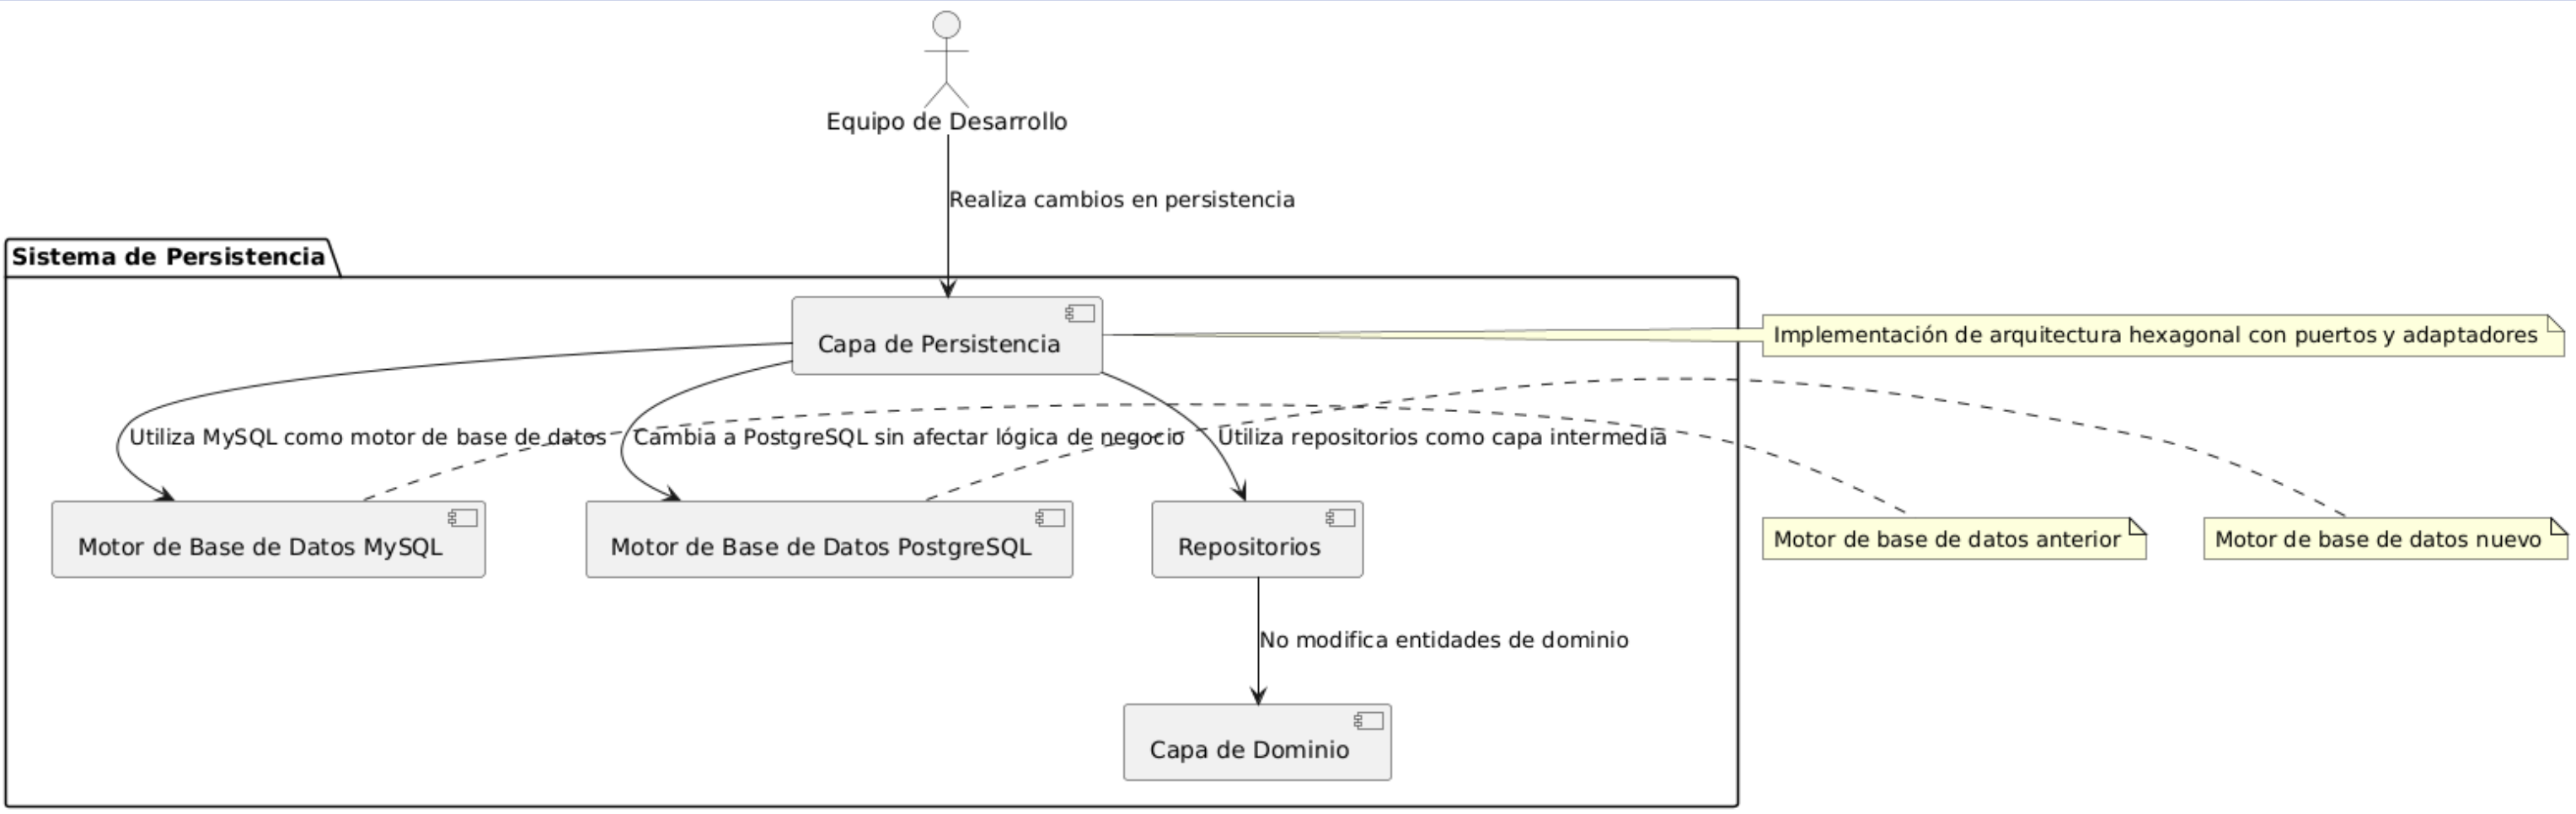 Equipo de Desarrollo
Realiza cambios en persistencia
Sistema de Persistencia
Capa de Persistencia
Implementación de arquitectura hexagonal con puertos y adaptadores
Utiliza MySQL como motor de base de datos
Cambia a PostgreSQL sin afectar lógica de negocio
Utiliza repositorios como capa intermedia
Motor de Base de Datos MySQL
Motor de Base de Datos PostgreSQL
Repositorios
Motor de base de datos anterior
Motor de base de datos nuevo
No modifica entidades de dominio
Capa de Dominio